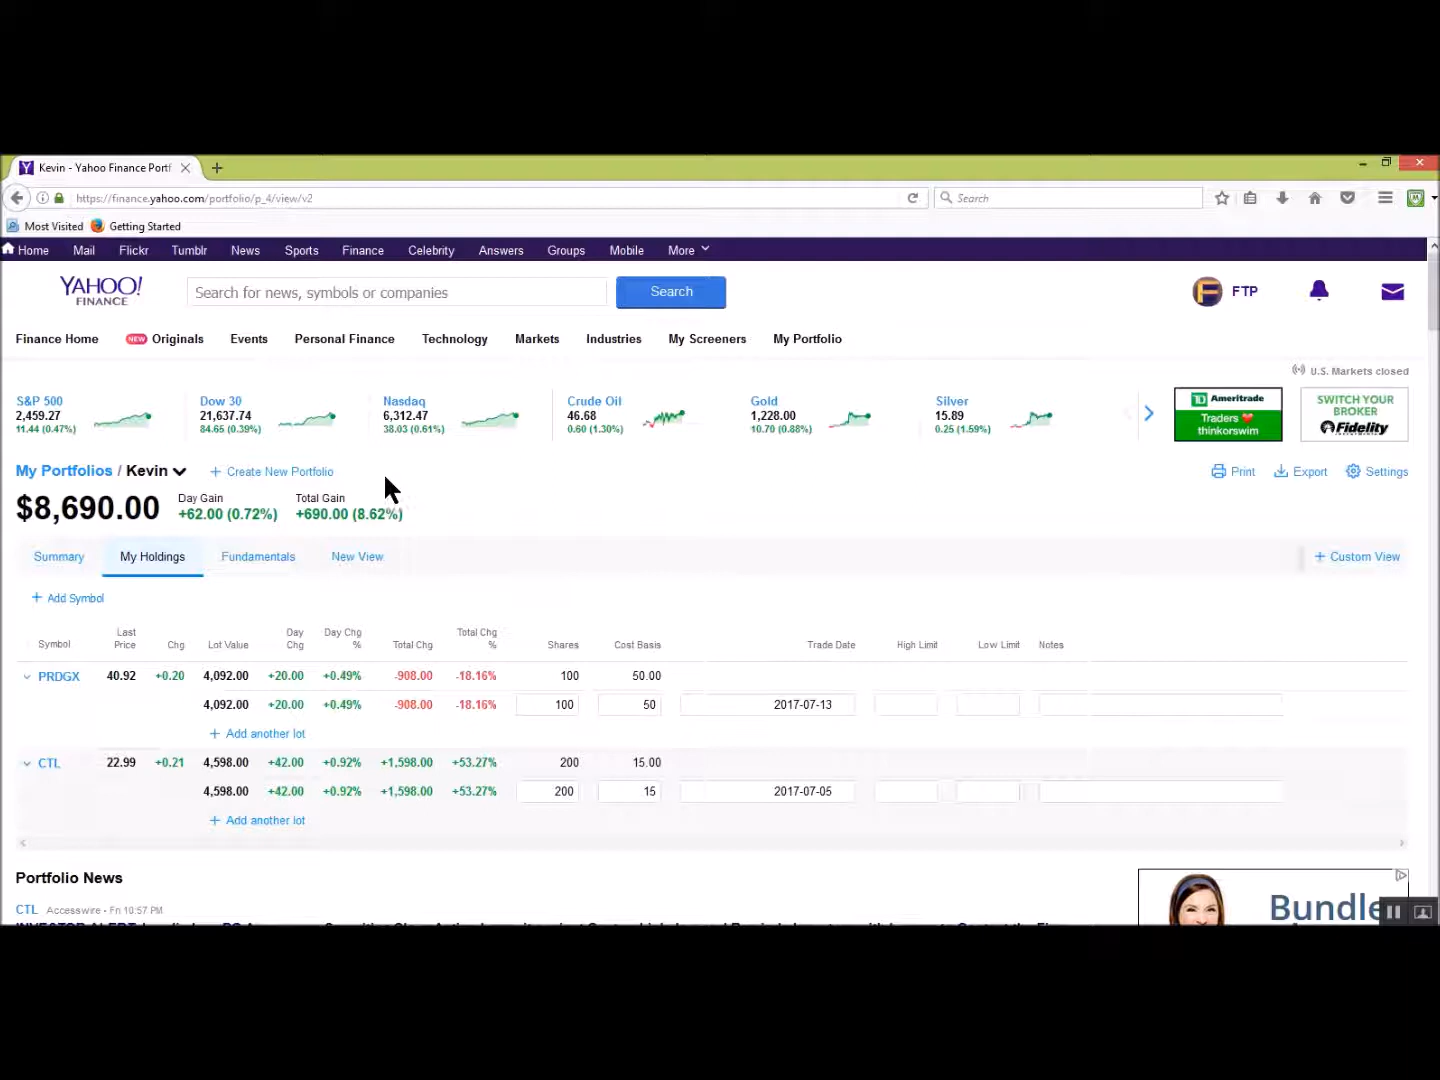 Kevin - Yahoo Finance Portf
https://finance.yahoo.com/portfolio/p_4/view/v2
Search
Most Visited Getting Started
Home Mail Flickr Tumblr News Sports Finance Celebrity Answers Groups Mobile More
YAHOO!
FINANCE
Search for news, symbols or companies
Search
FTP
Finance Home NEW Originals Events Personal Finance Technology Markets Industries My Screeners My Portfolio
U.S. Markets closed
S&P 500 Dow 30 Nasdaq Crude Oil Gold Silver
2,459.27 21,637.74 6,312.47 46.68 1,228.00 15.89
11.44 (0.47%) 84.65 (0.39%) 38.03 (0.61%) 0.60 (1.30%) 10.70 (0.88%) 0.25 (1.59%)
TD Ameritrade
Traders
thinkorswim
SWITCH YOUR
BROKER
Fidelity
My Portfolios / Kevin + Create New Portfolio Print Export Settings
$8,690.00
Day Gain Total Gain
+62.00 (0.72%) +690.00 (8.62%)
Summary My Holdings Fundamentals New View + Custom View
+ Add Symbol
Symbol Last Price Chg Lot Value Day Chg Day Chg % Total Chg Total Chg % Shares Cost Basis Trade Date High Limit Low Limit Notes
PRDGX 40.92 +0.20 4,092.00 +20.00 +0.49% -908.00 -18.16% 100 50.00
4,092.00 +20.00 +0.49% -908.00 -18.16% 100 50 2017-07-13
+ Add another lot
CTL 22.99 +0.21 4,598.00 +42.00 +0.92% +1,598.00 +53.27% 200 15.00
4,598.00 +42.00 +0.92% +1,598.00 +53.27% 200 15 2017-07-05
+ Add another lot
Portfolio News
CTL Accesswire - Fri 10:57 PM
Bundle